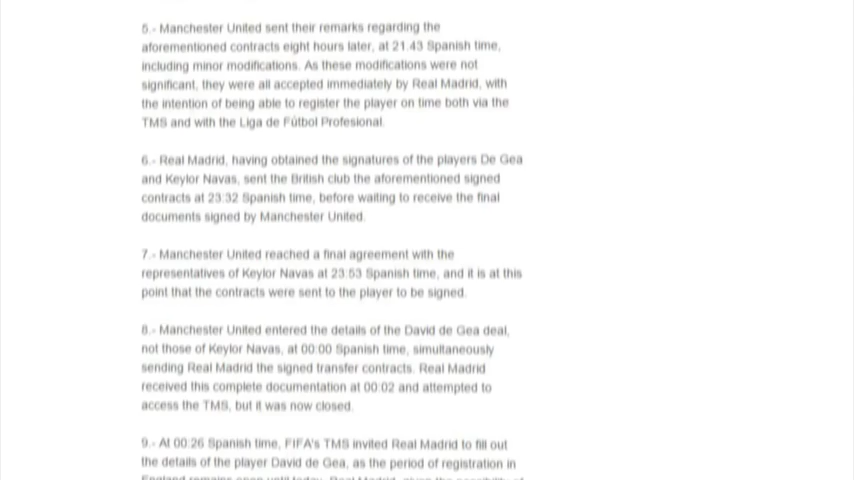 5.- Manchester United sent their remarks regarding the
aforementioned contracts eight hours later, at 21.43 Spanish time,
including minor modifications. As these modifications were not
significant, they were all accepted immediately by Real Madrid, with
the intention of being able to register the player on time both via the
TMS and with the Liga de Fútbol Profesional.
6.- Real Madrid, having obtained the signatures of the players De Gea
and Keylor Navas, sent the British club the aforementioned signed
contracts at 23:32 Spanish time, before waiting to receive the final
documents signed by Manchester United.
7.- Manchester United reached a final agreement with the
representatives of Keylor Navas at 23:53 Spanish time, and it is at this
point that the contracts were sent to the player to be signed.
8.- Manchester United entered the details of the David de Gea deal,
not those of Keylor Navas, at 00:00 Spanish time, simultaneously
sending Real Madrid the signed transfer contracts. Real Madrid
received this complete documentation at 00:02 and attempted to
access the TMS, but it was now closed.
9.- At 00:26 Spanish time, FIFA's TMS invited Real Madrid to fill out
the details of the player David de Gea, as the period of registration in